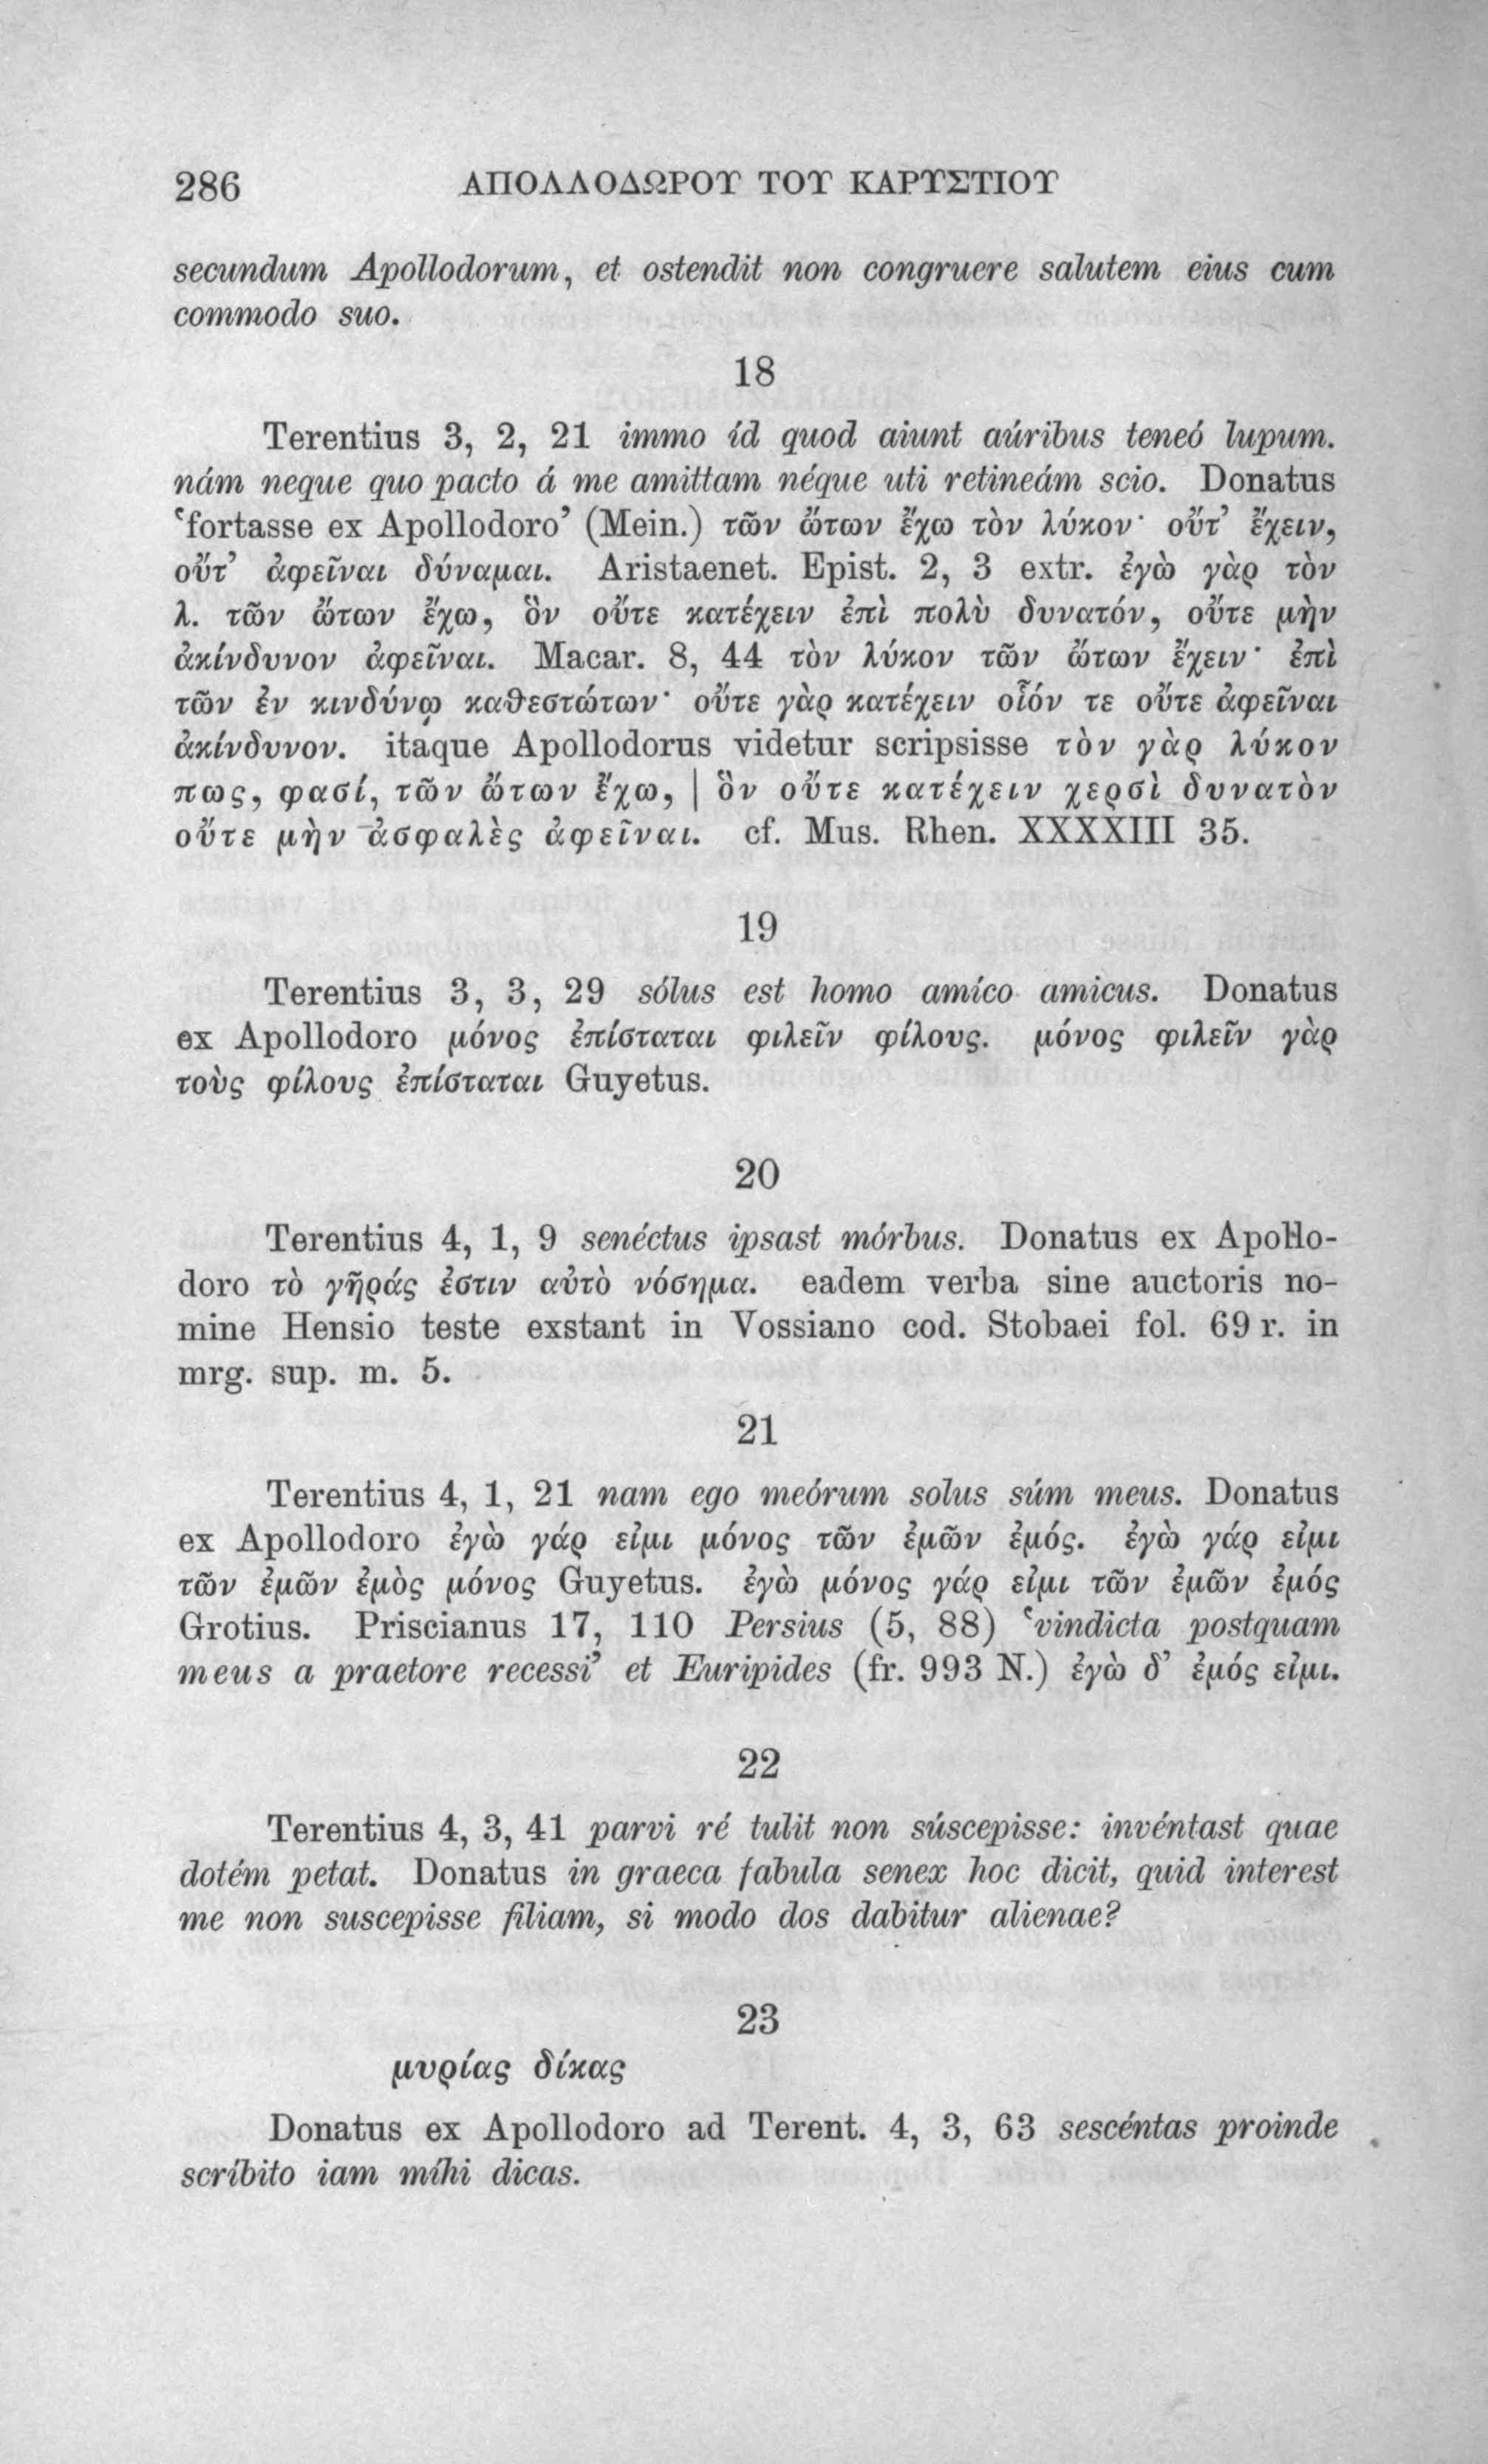 286 ΑΠΟΛΛΟΔΩΡΟΥ ΤΟΥ ΚΑΡΥΣΤΙΟΥ
secundum Apollodorum, et ostendit non congruere salutem eius cum
commodo suo.
18
Terentius 3, 2, 21 immo íd quod aiunt aúribus teneó lupum.
nám neque quo pacto á me amittam néque uti retineám scio. Donatus
‘fortasse ex Apollodoro’ (Mein.) τῶν ὤτων ἔχω τὸν λύκον· οὔτ’ ἔχειν,
οὔτ’ ἀφεῖναι δύναμαι. Aristaenet. Epist. 2, 3 extr. ἐγὼ γὰρ τὸν
λ. τῶν ὤτων ἔχω, ὃν οὔτε κατέχειν ἐπὶ πολὺ δυνατόν, οὔτε μὴν
ἀκίνδυνον ἀφεῖναι. Macar. 8, 44 τὸν λύκον τῶν ὤτων ἔχειν· ἐπὶ
τῶν ἐν κινδύνῳ καθεστώτων· οὔτε γὰρ κατέχειν οἷόν τε οὔτε ἀφεῖναι
ἀκίνδυνον. itaque Apollodorus videtur scripsisse τὸν γὰρ λύκον
πως, φασί, τῶν ὤτων ἔχω, | ὃν οὔτε κατέχειν χερσὶ δυνατὸν
οὔτε μὴν ἀσφαλὲς ἀφεῖναι. cf. Mus. Rhen. XXXXIII 35.
19
Terentius 3, 3, 29 sólus est homo amíco amicus. Donatus
ex Apollodoro μόνος ἐπίσταται φιλεῖν φίλους. μόνος φιλεῖν γὰρ
τοὺς φίλους ἐπίσταται Guyetus.
20
Terentius 4, 1, 9 senéctus ipsast mórbus. Donatus ex Apollo-
doro τὸ γῆράς ἐστιν αὐτὸ νόσημα. eadem verba sine auctoris no-
mine Hensio teste exstant in Vossiano cod. Stobaei fol. 69 r. in
mrg. sup. m. 5.
21
Terentius 4, 1, 21 nam ego meórum solus súm meus. Donatus
ex Apollodoro ἐγὼ γάρ εἰμι μόνος τῶν ἐμῶν ἐμός. ἐγὼ γάρ εἰμι
τῶν ἐμῶν ἐμὸς μόνος Guyetus. ἐγὼ μόνος γάρ εἰμι τῶν ἐμῶν ἐμός
Grotius. Priscianus 17, 110 Persius (5, 88) ‘vindicta postquam
meus a praetore recessi’ et Euripides (fr. 993 N.) ἐγὼ δ’ ἐμός εἰμι.
22
Terentius 4, 3, 41 parvi ré tulit non súscepisse: invéntast quae
dotém petat. Donatus in graeca fabula senex hoc dicit, quid interest
me non suscepisse filiam, si modo dos dabitur alienae?
23
μυρίας δίκας
Donatus ex Apollodoro ad Terent. 4, 3, 63 sescéntas proinde
scríbito iam míhi dicas.